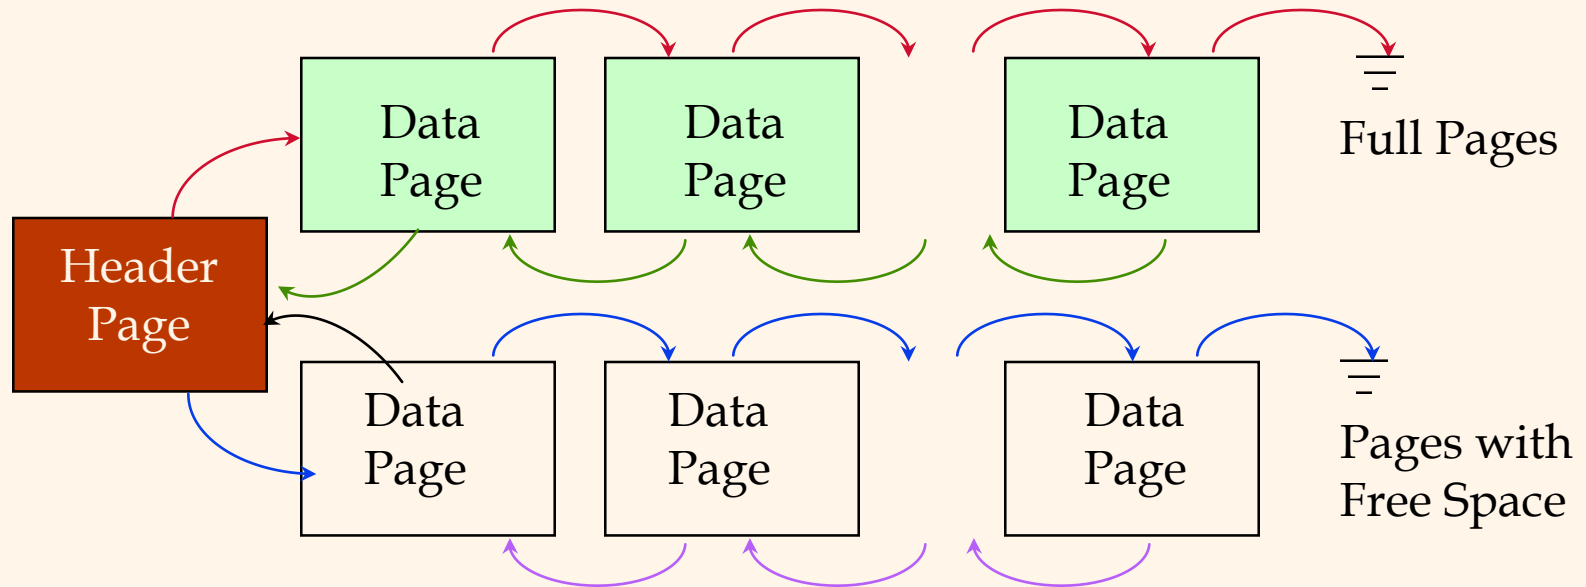 Data
Page
Data
Page
Data
Page
Full Pages
Header
Page
Data
Page
Data
Page
Data
Page
Pages with
Free Space